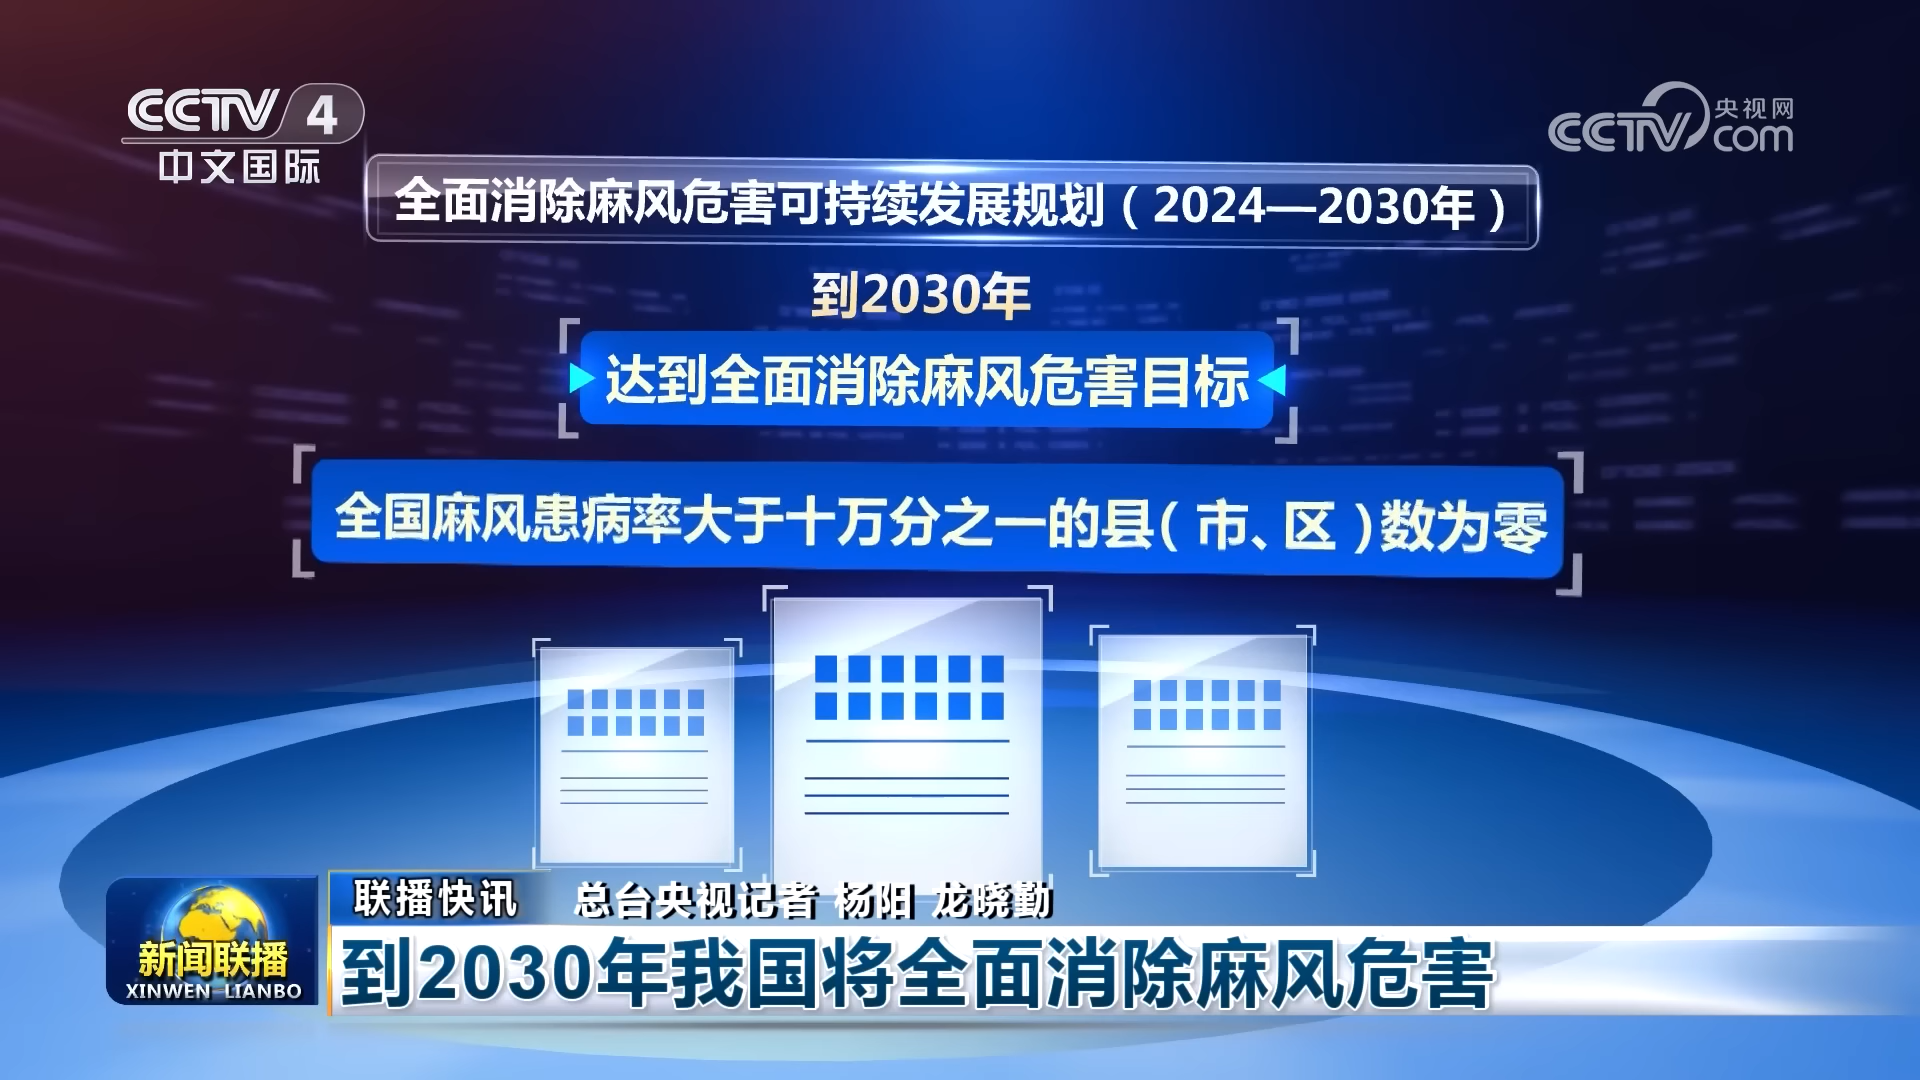 CCTV 4
中文国际
CCTV 央视网
com
全面消除麻风危害可持续发展规划（2024—2030年）
到2030年
达到全面消除麻风危害目标
全国麻风患病率大于十万分之一的县（市、区）数为零
联播快讯 总台央视记者 杨阳 龙晓勤
新闻联播
XINWEN LIANBO
到2030年我国将全面消除麻风危害